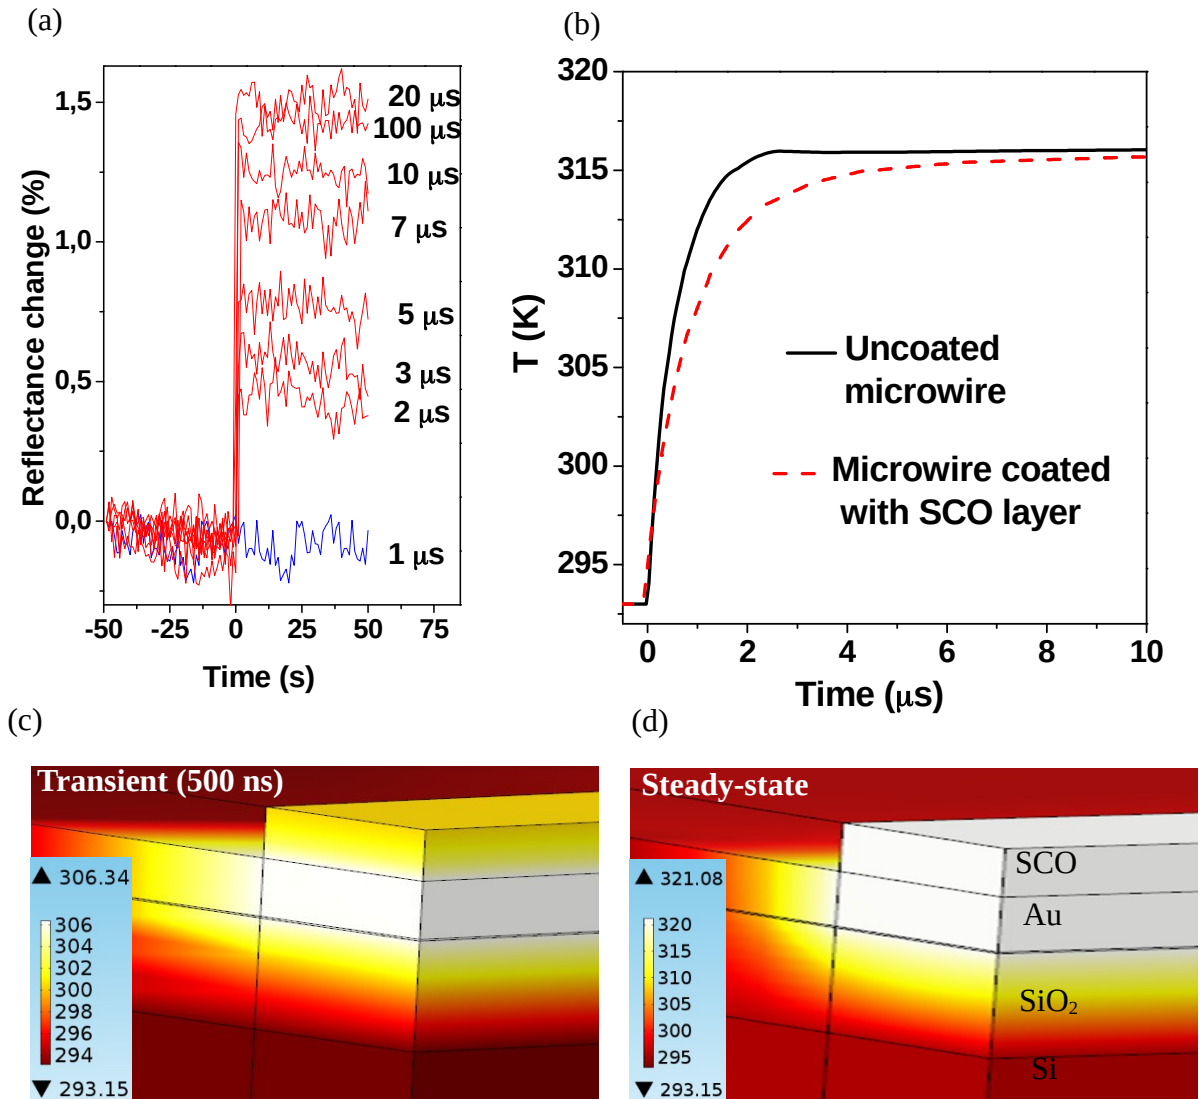 (a)
1,5
1,0
0,5
0,0
Reflectance change (%)
20 μs
100 μs
10 μs
7 μs
5 μs
3 μs
2 μs
1 μs
-50 -25 0 25 50 75
Time (s)
(b)
320
315
310
305
300
295
T (K)
Uncoated
microwire
Microwire coated
with SCO layer
0 2 4 6 8 10
Time (μs)
(c)
Transient (500 ns)
▲ 306.34
306
304
302
300
298
296
294
▼ 293.15
(d)
Steady-state
▲ 321.08
320
315
310
305
300
295
▼ 293.15
SCO
Au
SiO₂
Si